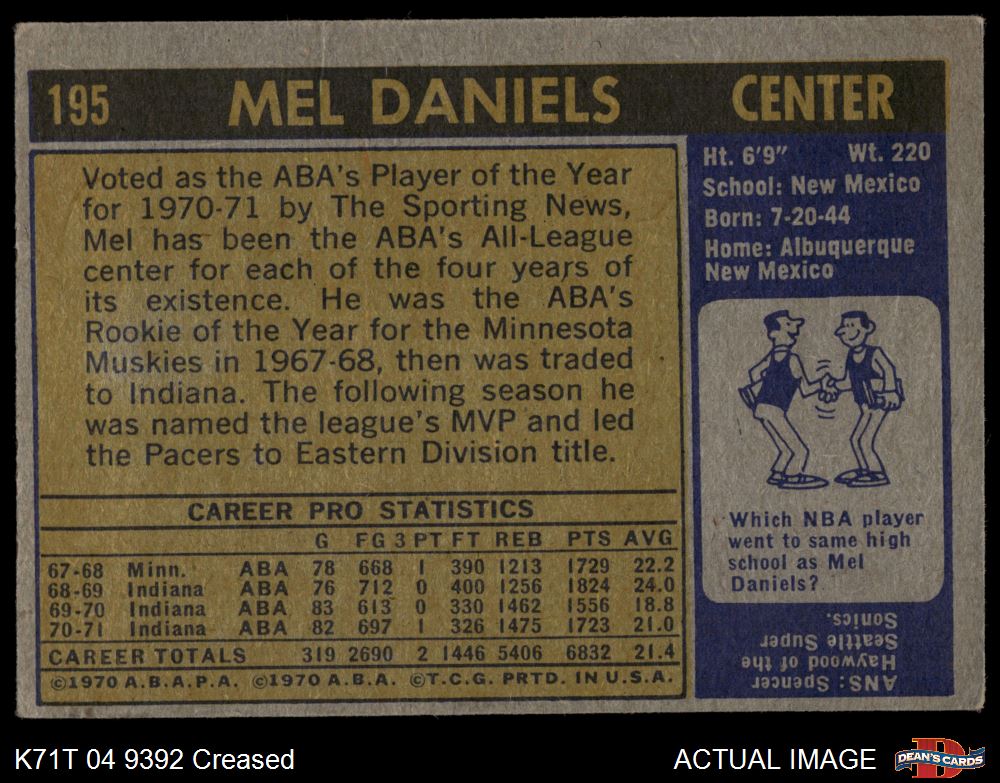 195 MEL DANIELS CENTER
Voted as the ABA's Player of the Year
for 1970-71 by The Sporting News,
Mel has been the ABA's All-League
center for each of the four years of
its existence. He was the ABA's
Rookie of the Year for the Minnesota
Muskies in 1967-68, then was traded
to Indiana. The following season he
was named the league's MVP and led
the Pacers to Eastern Division title.
CAREER PRO STATISTICS
G FG 3 PT FT REB PTS AVG
67-68 Minn. ABA 78 668 1 390 1213 1729 22.2
68-69 Indiana ABA 76 712 0 400 1256 1824 24.0
69-70 Indiana ABA 83 613 0 330 1462 1556 18.8
70-71 Indiana ABA 82 697 1 326 1475 1723 21.0
CAREER TOTALS 319 2690 2 1446 5406 6832 21.4
©1970 A.B.A.P.A. ©1970 A.B.A. ©T.C.G. PRTD. IN U.S.A.
Ht. 6'9" Wt. 220
School: New Mexico
Born: 7-20-44
Home: Albuquerque
New Mexico
Which NBA player
went to same high
school as Mel
Daniels?
ANS: Spencer
Haywood of the
Seattle Super
Sonics.
K71T 04 9392 Creased
ACTUAL IMAGE
DEAN'S CARDS